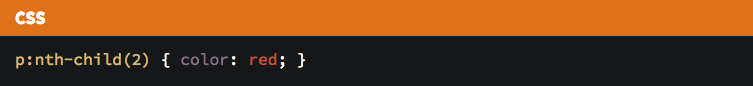 CSS
p:nth-child(2) { color: red; }